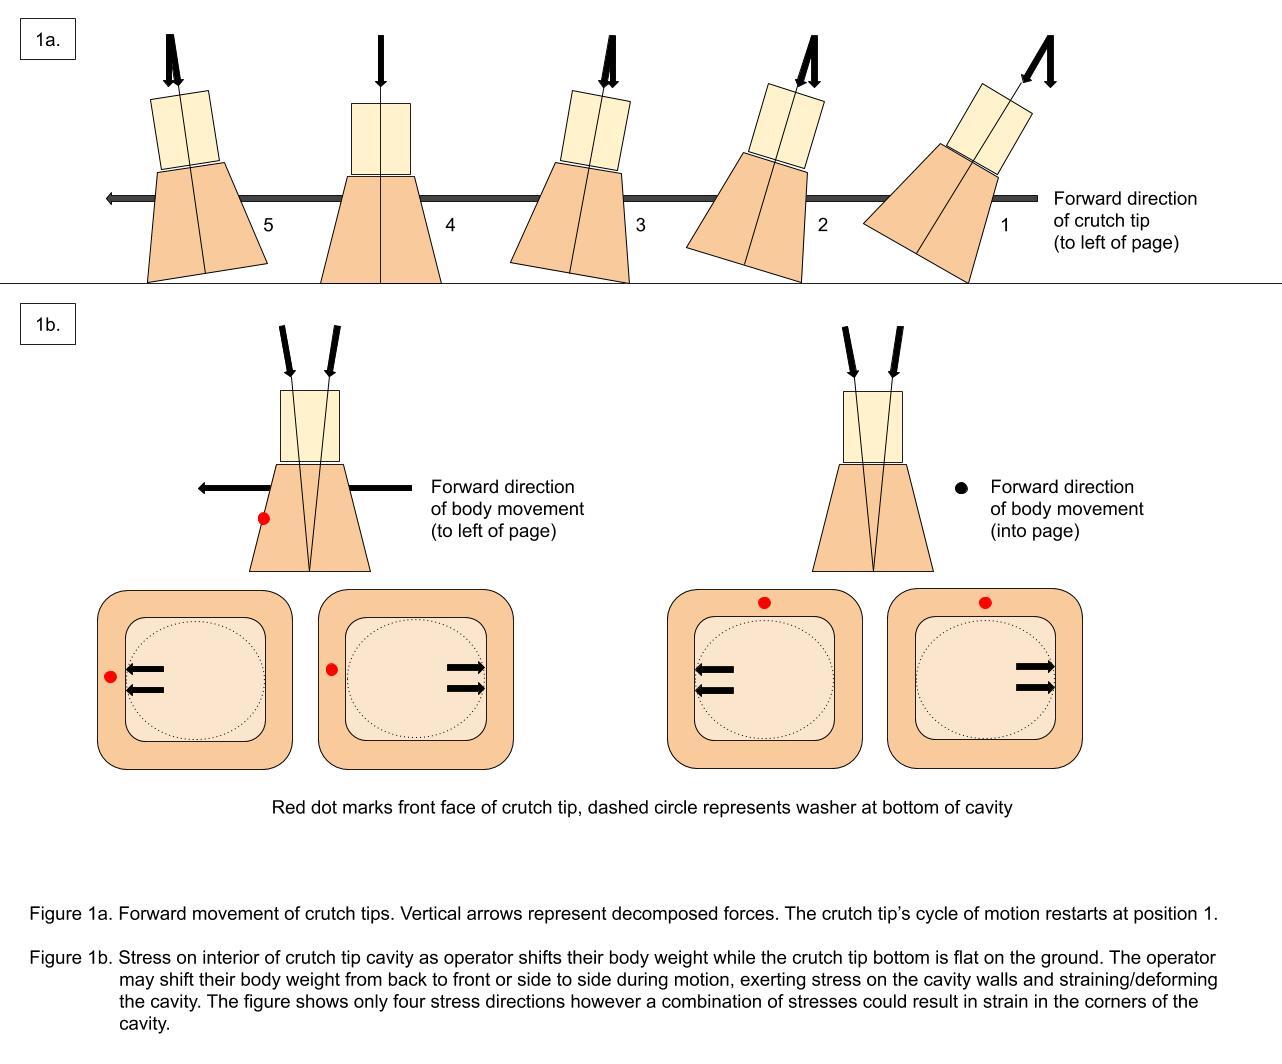 1a.
5
4
3
2
1
Forward direction
of crutch tip
(to left of page)
1b.
Forward direction
of body movement
(to left of page)
Forward direction
of body movement
(into page)
Red dot marks front face of crutch tip, dashed circle represents washer at bottom of cavity
Figure 1a. Forward movement of crutch tips. Vertical arrows represent decomposed forces. The crutch tip's cycle of motion restarts at position 1.
Figure 1b. Stress on interior of crutch tip cavity as operator shifts their body weight while the crutch tip bottom is flat on the ground. The operator
may shift their body weight from back to front or side to side during motion, exerting stress on the cavity walls and straining/deforming
the cavity. The figure shows only four stress directions however a combination of stresses could result in strain in the corners of the
cavity.